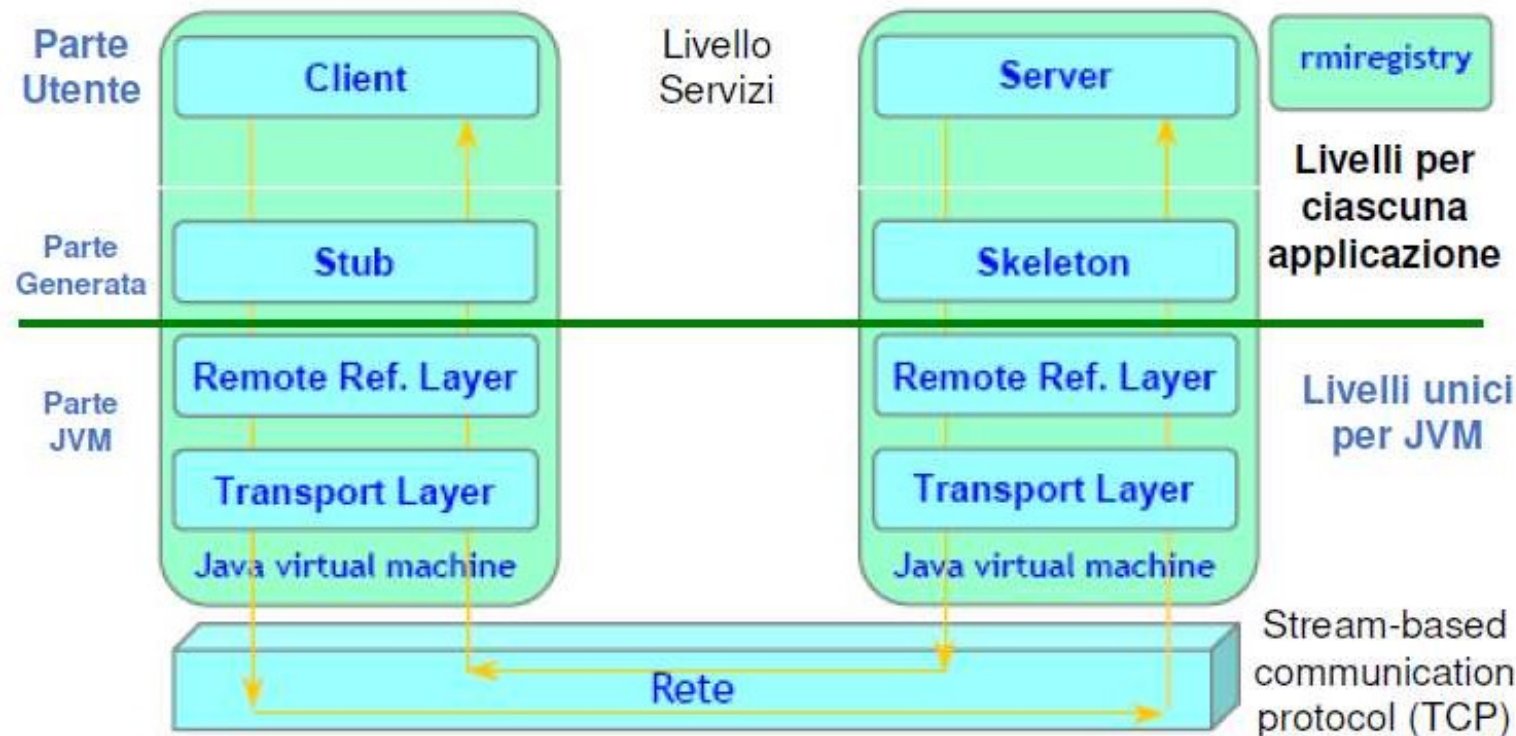 Parte
Utente
Client
Livello
Servizi
Server
rmiregistry
Livelli per
ciascuna
applicazione
Parte
Generata
Stub
Skeleton
Parte
JVM
Remote Ref. Layer
Remote Ref. Layer
Livelli unici
per JVM
Transport Layer
Transport Layer
Java virtual machine
Java virtual machine
Rete
Stream-based
communication
protocol (TCP)